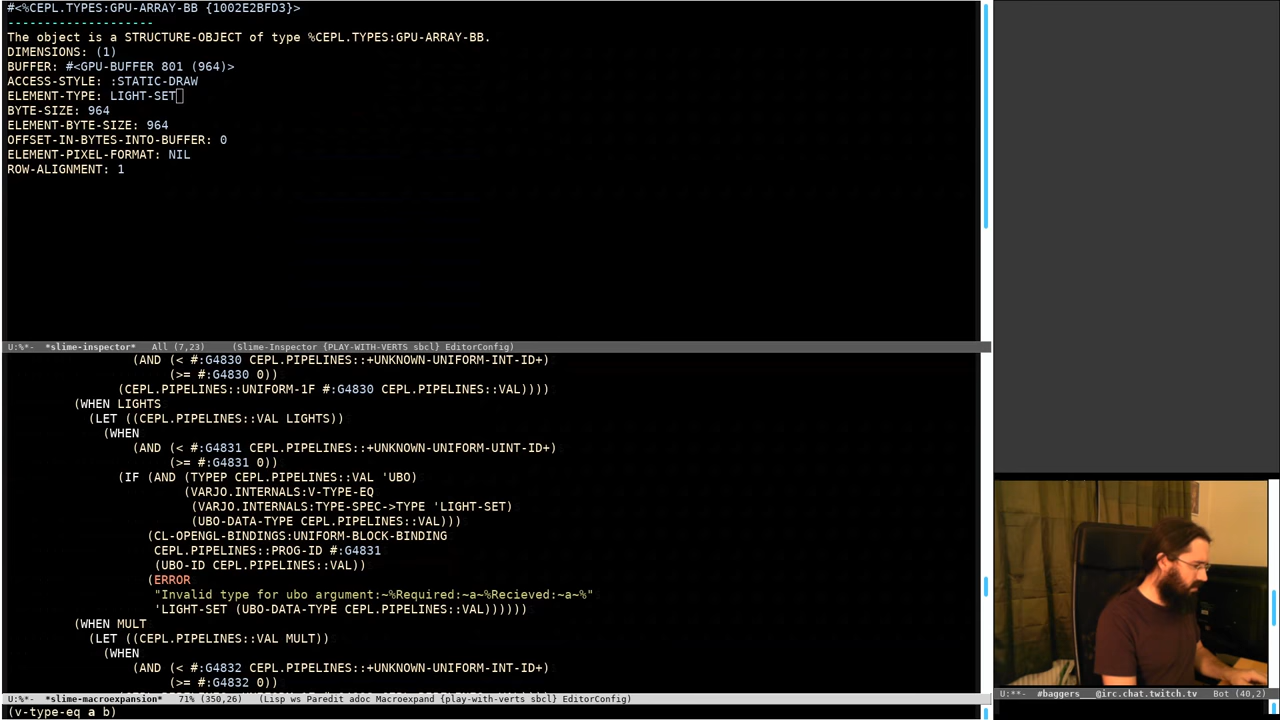 #<%CEPL.TYPES:GPU-ARRAY-BB {1002E2BFD3}>
--------------------
The object is a STRUCTURE-OBJECT of type %CEPL.TYPES:GPU-ARRAY-BB.
DIMENSIONS: (1)
BUFFER: #<GPU-BUFFER 801 (964)>
ACCESS-STYLE: :STATIC-DRAW
ELEMENT-TYPE: LIGHT-SET
BYTE-SIZE: 964
ELEMENT-BYTE-SIZE: 964
OFFSET-IN-BYTES-INTO-BUFFER: 0
ELEMENT-PIXEL-FORMAT: NIL
ROW-ALIGNMENT: 1
U:%*-  *slime-inspector*   All (7,23)     (Slime-Inspector {PLAY-WITH-VERTS sbcl} EditorConfig)
(AND (< #:G4830 CEPL.PIPELINES::+UNKNOWN-UNIFORM-INT-ID+)
(>= #:G4830 0))
(CEPL.PIPELINES::UNIFORM-1F #:G4830 CEPL.PIPELINES::VAL))))
(WHEN LIGHTS
(LET ((CEPL.PIPELINES::VAL LIGHTS))
(WHEN
(AND (< #:G4831 CEPL.PIPELINES::+UNKNOWN-UNIFORM-UINT-ID+)
(>= #:G4831 0))
(IF (AND (TYPEP CEPL.PIPELINES::VAL 'UBO)
(VARJO.INTERNALS:V-TYPE-EQ
(VARJO.INTERNALS:TYPE-SPEC->TYPE 'LIGHT-SET)
(UBO-DATA-TYPE CEPL.PIPELINES::VAL)))
(CL-OPENGL-BINDINGS:UNIFORM-BLOCK-BINDING
CEPL.PIPELINES::PROG-ID #:G4831
(UBO-ID CEPL.PIPELINES::VAL))
(ERROR
"Invalid type for ubo argument:~%Required:~a~%Recieved:~a~%"
'LIGHT-SET (UBO-DATA-TYPE CEPL.PIPELINES::VAL))))))
(WHEN MULT
(LET ((CEPL.PIPELINES::VAL MULT))
(WHEN
(AND (< #:G4832 CEPL.PIPELINES::+UNKNOWN-UNIFORM-INT-ID+)
(>= #:G4832 0))
U:%*-  *slime-macroexpansion*   71% (350,26)   (Lisp ws Paredit adoc Macroexpand {play-with-verts sbcl} EditorConfig)
U:**-  #baggers___@irc.chat.twitch.tv   Bot (40,2)
(v-type-eq a b)